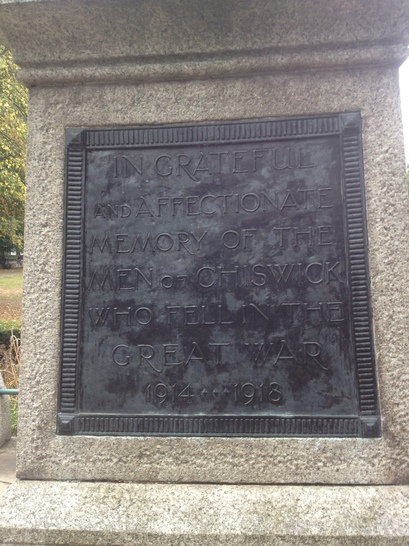 IN GRATEFUL
AND AFFECTIONATE
MEMORY OF THE
MEN OF CHISWICK
WHO FELL IN THE
GREAT WAR
1914 ··· 1918